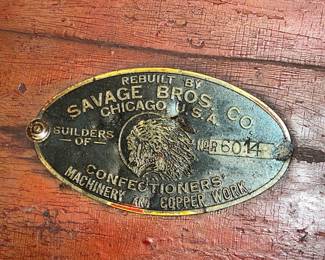 REBUILT BY
SAVAGE BROS. CO.
CHICAGO U.S.A.
BUILDERS
OF
No R 6014
CONFECTIONERS'
MACHINERY AND COPPER WORK